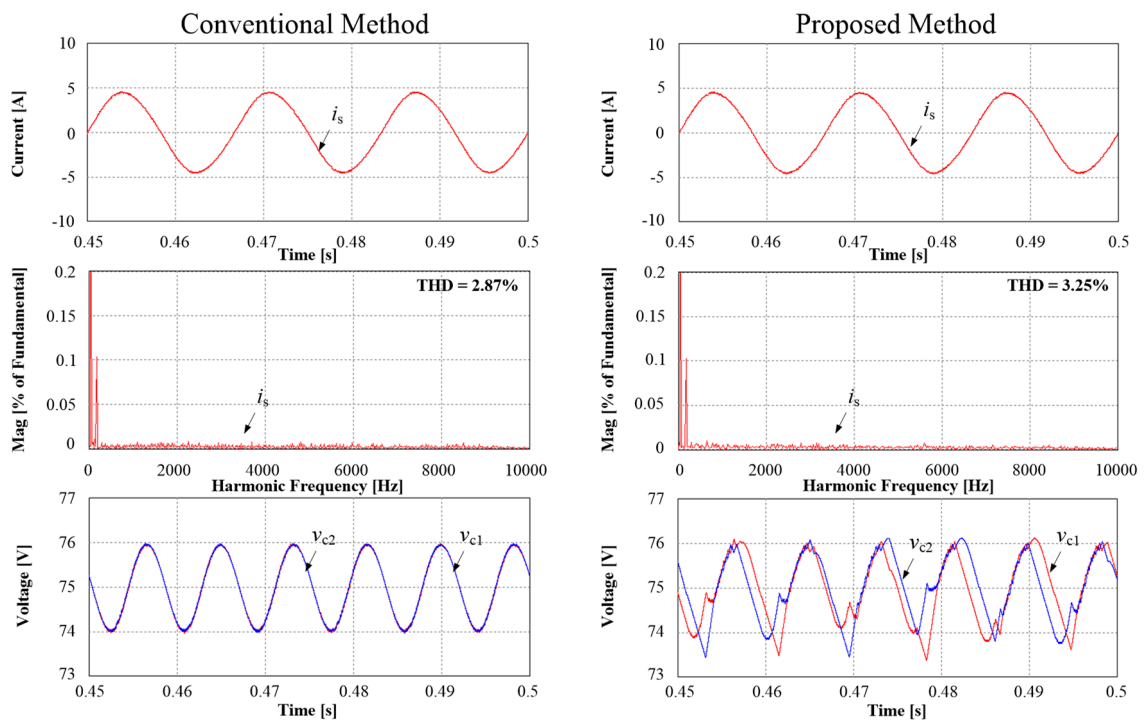 Conventional Method
10
5
0
-5
-10
Current [A]
i_s
0.45 0.46 0.47 0.48 0.49 0.5
Time [s]
0.2
0.15
0.1
0.05
0
Mag [% of Fundamental]
THD = 2.87%
i_s
0 2000 4000 6000 8000 10000
Harmonic Frequency [Hz]
77
76
75
74
73
Voltage [V]
v_c2
v_c1
0.45 0.46 0.47 0.48 0.49 0.5
Time [s]
Proposed Method
10
5
0
-5
-10
Current [A]
i_s
0.45 0.46 0.47 0.48 0.49 0.5
Time [s]
0.2
0.15
0.1
0.05
0
Mag [% of Fundamental]
THD = 3.25%
i_s
0 2000 4000 6000 8000 10000
Harmonic Frequency [Hz]
77
76
75
74
73
Voltage [V]
v_c2
v_c1
0.45 0.46 0.47 0.48 0.49 0.5
Time [s]